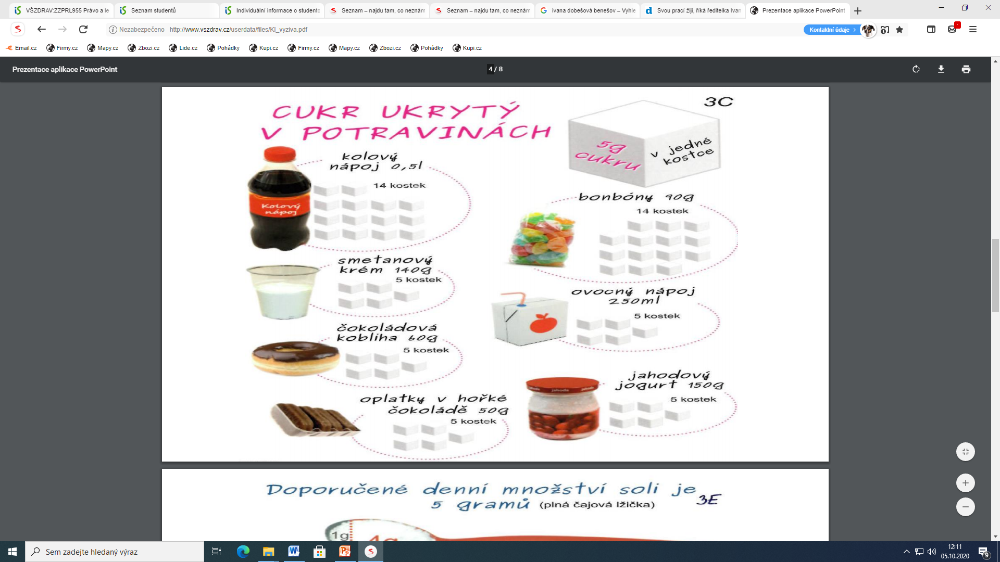 VŠZDRAV:ZZPRL955 Právo a le
Seznam studentů
Individuální informace o studento
Seznam – najdu tam, co neznám
Seznam – najdu tam, co neznám
ivana dobešová benešov – Vyhle
Svou prací žiji, říká ředitelka Ivan
Prezentace aplikace PowerPoint
Nezabezpečeno http://www.vszdrav.cz/userdata/files/KI_vyziva.pdf
Kontaktní údaje
Email.cz Firmy.cz Mapy.cz Zbozi.cz Lide.cz Pohádky Kupi.cz Firmy.cz Mapy.cz Zbozi.cz Pohádky Kupi.cz
Prezentace aplikace PowerPoint
4 / 8
CUKR UKRYTÝ
V POTRAVINÁCH
3C
5g
cukru
v jedné
kostce
kolový
nápoj 0,5l
14 kostek
Kolový
nápoj
bonbóny 90g
14 kostek
smetanový
krém 140g
5 kostek
ovocný nápoj
250ml
5 kostek
čokoládová
kobliha 60g
5 kostek
jahodový
jogurt 150g
5 kostek
jahoda
oplatky v hořké
čokoládě 50g
5 kostek
Doporučené denní množství soli je
5 gramů (plná čajová lžička)
3E
1g
4g
Sem zadejte hledaný výraz
12:11
05.10.2020
9